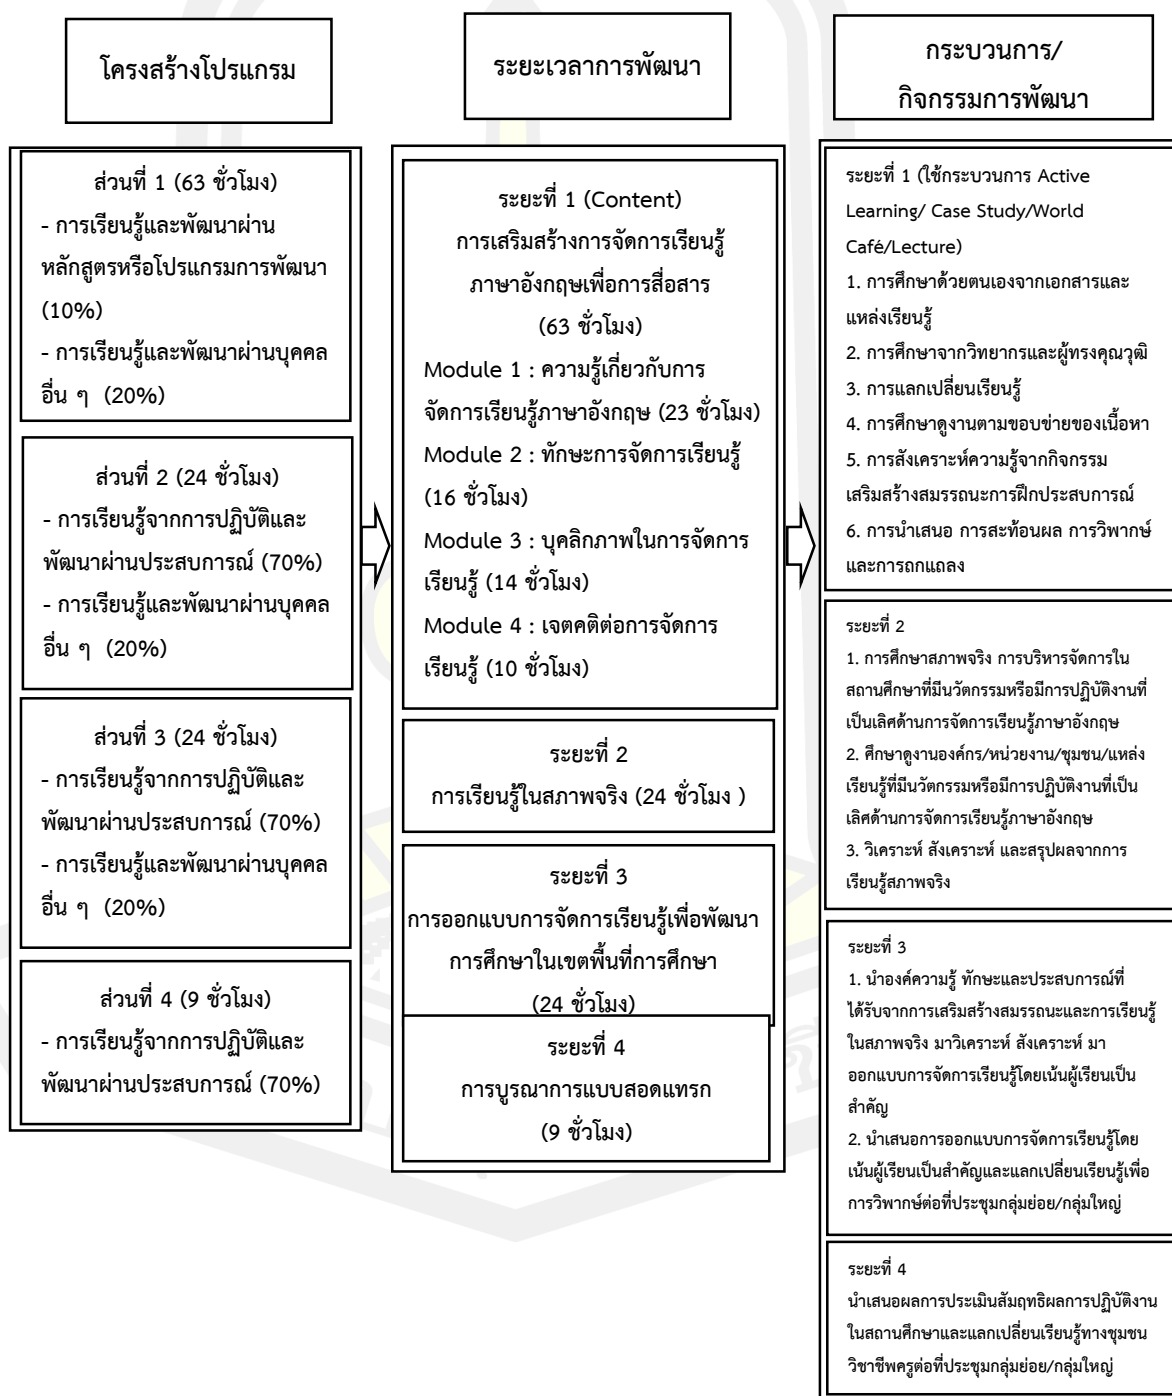 โครงสร้างโปรแกรม
ส่วนที่ 1 (63 ชั่วโมง)
- การเรียนรู้และพัฒนาผ่าน
หลักสูตรหรือโปรแกรมการพัฒนา
(10%)
- การเรียนรู้และพัฒนาผ่านบุคคล
อื่น ๆ (20%)
ส่วนที่ 2 (24 ชั่วโมง)
- การเรียนรู้จากการปฏิบัติและ
พัฒนาผ่านประสบการณ์ (70%)
- การเรียนรู้และพัฒนาผ่านบุคคล
อื่น ๆ (20%)
ส่วนที่ 3 (24 ชั่วโมง)
- การเรียนรู้จากการปฏิบัติและ
พัฒนาผ่านประสบการณ์ (70%)
- การเรียนรู้และพัฒนาผ่านบุคคล
อื่น ๆ (20%)
ส่วนที่ 4 (9 ชั่วโมง)
- การเรียนรู้จากการปฏิบัติและ
พัฒนาผ่านประสบการณ์ (70%)
ระยะเวลาการพัฒนา
ระยะที่ 1 (Content)
การเสริมสร้างการจัดการเรียนรู้
ภาษาอังกฤษเพื่อการสื่อสาร
(63 ชั่วโมง)
Module 1 : ความรู้เกี่ยวกับการ
จัดการเรียนรู้ภาษาอังกฤษ (23 ชั่วโมง)
Module 2 : ทักษะการจัดการเรียนรู้
(16 ชั่วโมง)
Module 3 : บุคลิกภาพในการจัดการ
เรียนรู้ (14 ชั่วโมง)
Module 4 : เจตคติต่อการจัดการ
เรียนรู้ (10 ชั่วโมง)
ระยะที่ 2
การเรียนรู้ในสภาพจริง (24 ชั่วโมง )
ระยะที่ 3
การออกแบบการจัดการเรียนรู้เพื่อพัฒนา
การศึกษาในเขตพื้นที่การศึกษา
(24 ชั่วโมง)
ระยะที่ 4
การบูรณาการแบบสอดแทรก
(9 ชั่วโมง)
กระบวนการ/
กิจกรรมการพัฒนา
ระยะที่ 1 (ใช้กระบวนการ Active
Learning/ Case Study/World
Café/Lecture)
1. การศึกษาด้วยตนเองจากเอกสารและ
แหล่งเรียนรู้
2. การศึกษาจากวิทยากรและผู้ทรงคุณวุฒิ
3. การแลกเปลี่ยนเรียนรู้
4. การศึกษาดูงานตามขอบข่ายของเนื้อหา
5. การสังเคราะห์ความรู้จากกิจกรรม
เสริมสร้างสมรรถนะการฝึกประสบการณ์
6. การนำเสนอ การสะท้อนผล การวิพากษ์
และการถกแถลง
ระยะที่ 2
1. การศึกษาสภาพจริง การบริหารจัดการใน
สถานศึกษาที่มีนวัตกรรมหรือมีการปฏิบัติงานที่
เป็นเลิศด้านการจัดการเรียนรู้ภาษาอังกฤษ
2. ศึกษาดูงานองค์กร/หน่วยงาน/ชุมชน/แหล่ง
เรียนรู้ที่มีนวัตกรรมหรือมีการปฏิบัติงานที่เป็น
เลิศด้านการจัดการเรียนรู้ภาษาอังกฤษ
3. วิเคราะห์ สังเคราะห์ และสรุปผลจากการ
เรียนรู้สภาพจริง
ระยะที่ 3
1. นำองค์ความรู้ ทักษะและประสบการณ์ที่
ได้รับจากการเสริมสร้างสมรรถนะและการเรียนรู้
ในสภาพจริง มาวิเคราะห์ สังเคราะห์ มา
ออกแบบการจัดการเรียนรู้โดยเน้นผู้เรียนเป็น
สำคัญ
2. นำเสนอการออกแบบการจัดการเรียนรู้โดย
เน้นผู้เรียนเป็นสำคัญและแลกเปลี่ยนเรียนรู้เพื่อ
การวิพากษ์ต่อที่ประชุมกลุ่มย่อย/กลุ่มใหญ่
ระยะที่ 4
นำเสนอผลการประเมินสัมฤทธิผลการปฏิบัติงาน
ในสถานศึกษาและแลกเปลี่ยนเรียนรู้ทางชุมชน
วิชาชีพครูต่อที่ประชุมกลุ่มย่อย/กลุ่มใหญ่